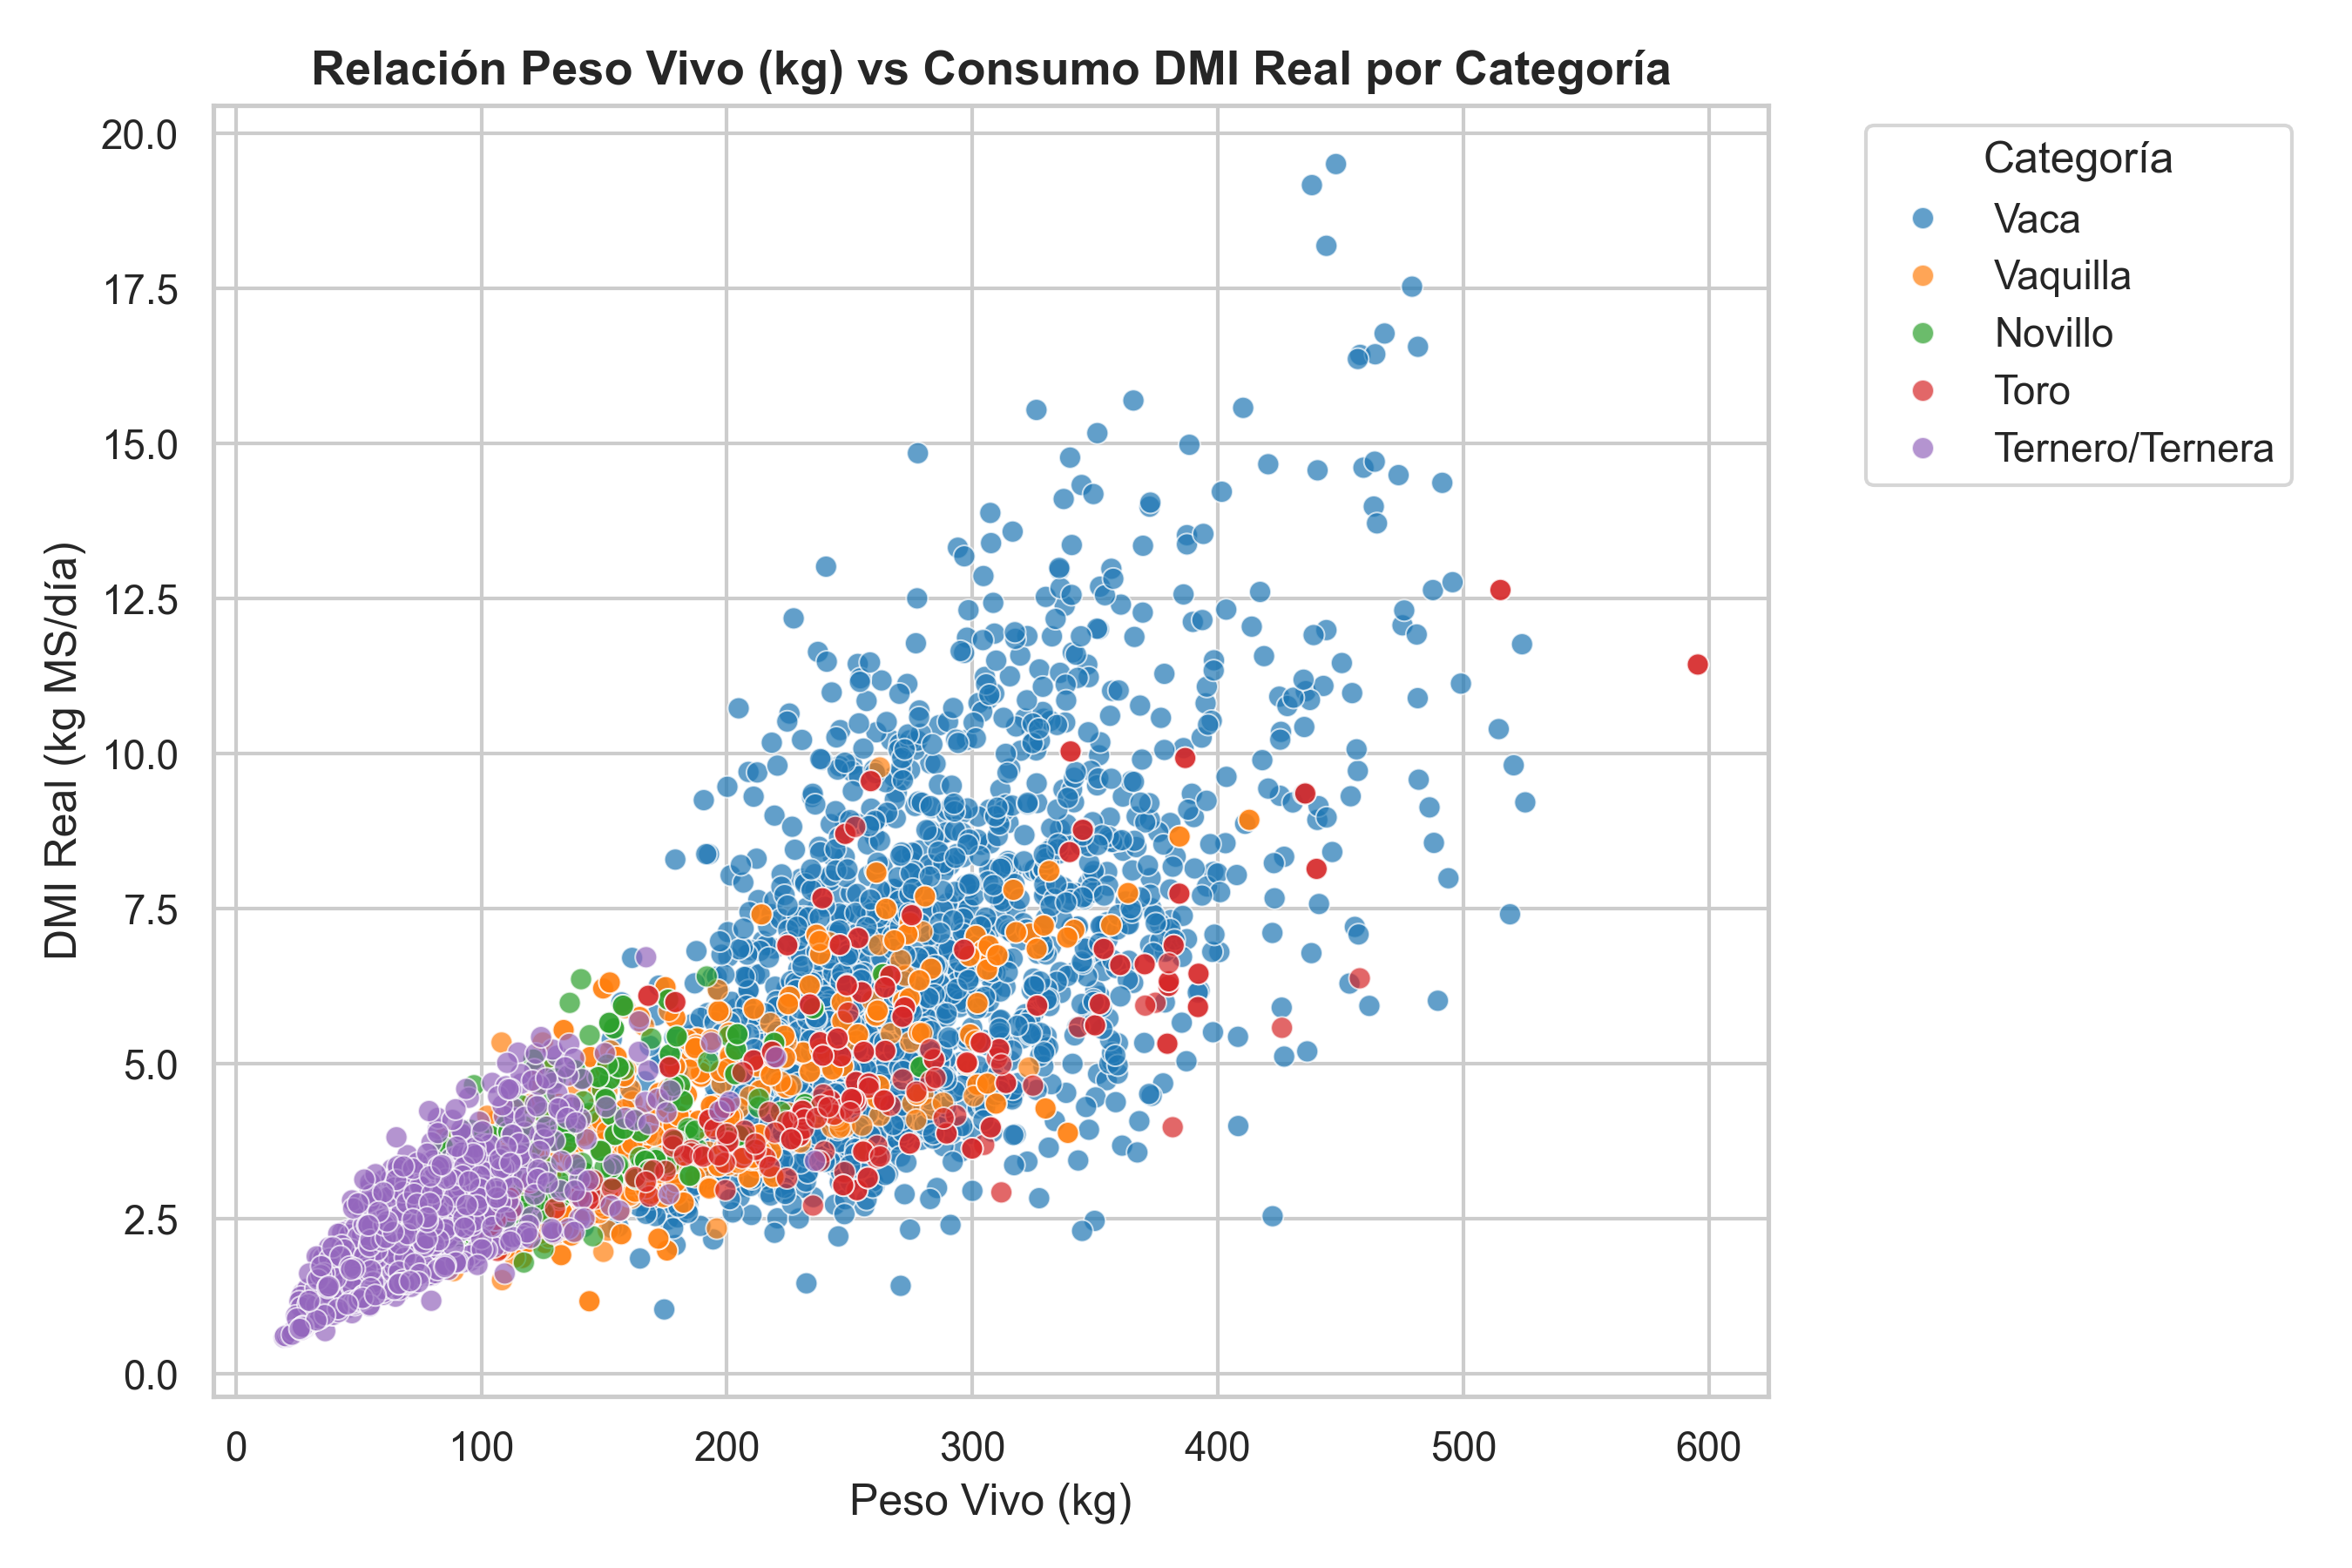 Relación Peso Vivo (kg) vs Consumo DMI Real por Categoría
20.0
17.5
15.0
12.5
10.0
7.5
5.0
2.5
0.0
DMI Real (kg MS/día)
0 100 200 300 400 500 600
Peso Vivo (kg)
Categoría
Vaca
Vaquilla
Novillo
Toro
Ternero/Ternera